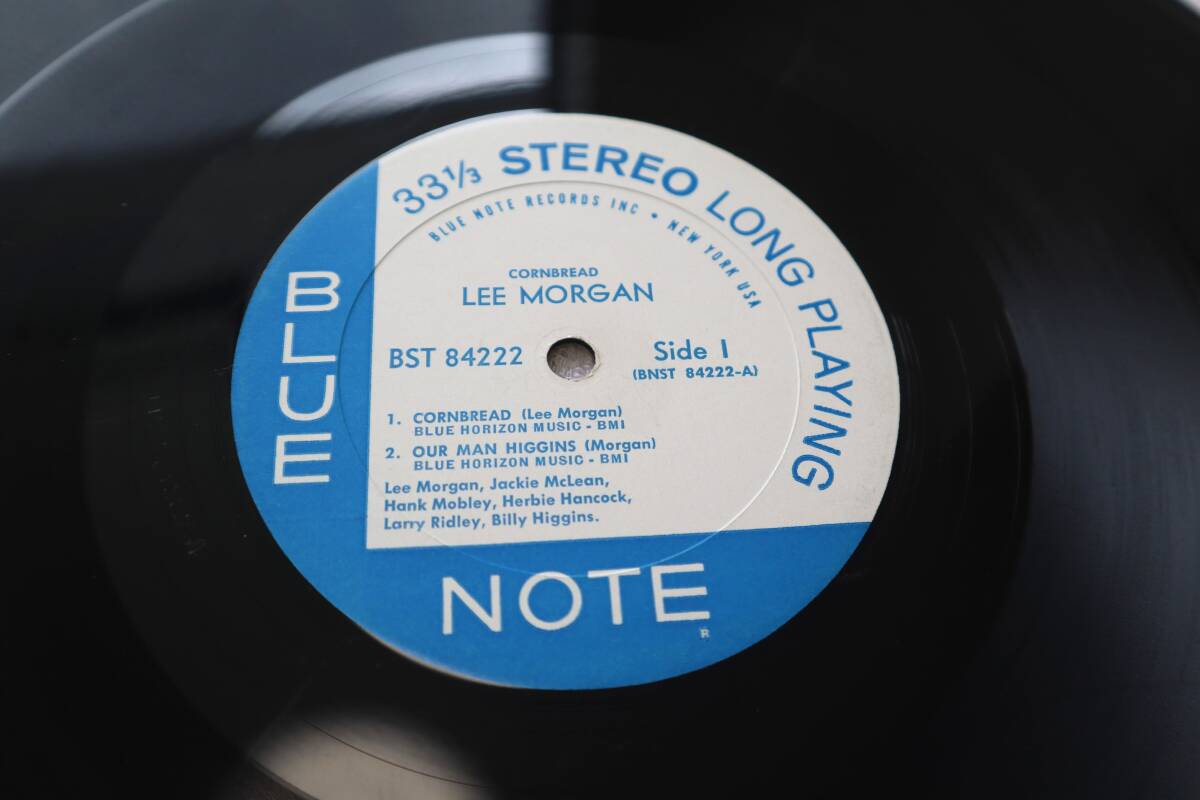 33⅓ STEREO LONG PLAYING
BLUE NOTE RECORDS INC • NEW YORK USA
CORNBREAD
LEE MORGAN
BST 84222
Side 1
(BNST 84222-A)
1. CORNBREAD (Lee Morgan)
BLUE HORIZON MUSIC - BMI
2. OUR MAN HIGGINS (Morgan)
BLUE HORIZON MUSIC - BMI
Lee Morgan, Jackie McLean,
Hank Mobley, Herbie Hancock,
Larry Ridley, Billy Higgins.
BLUE
NOTE
R